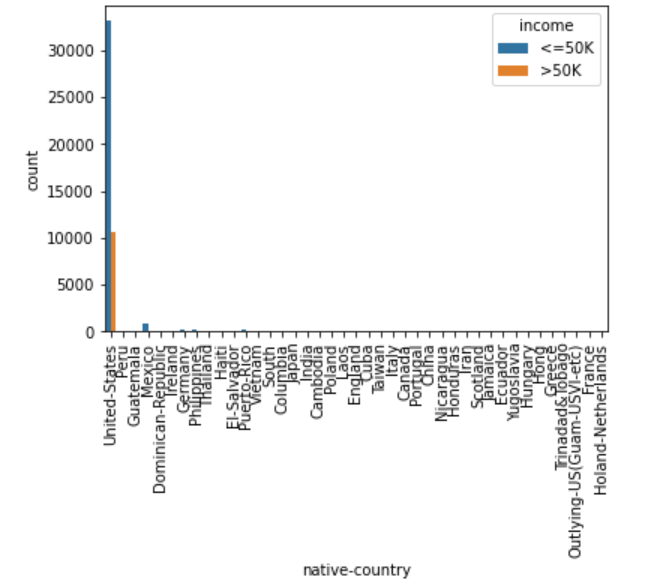 income
<=50K
>50K
30000
25000
20000
15000
10000
5000
0
count
United-States
Peru
Guatemala
Mexico
Dominican-Republic
Ireland
Germany
Philippines
Thailand
Haiti
El-Salvador
Puerto-Rico
Vietnam
South
Columbia
Japan
India
Cambodia
Poland
Laos
England
Cuba
Taiwan
Italy
Canada
Portugal
China
Nicaragua
Honduras
Iran
Scotland
Jamaica
Ecuador
Yugoslavia
Hungary
Hong
Greece
Trinadad&Tobago
Outlying-US(Guam-USVI-etc)
France
Holand-Netherlands
native-country